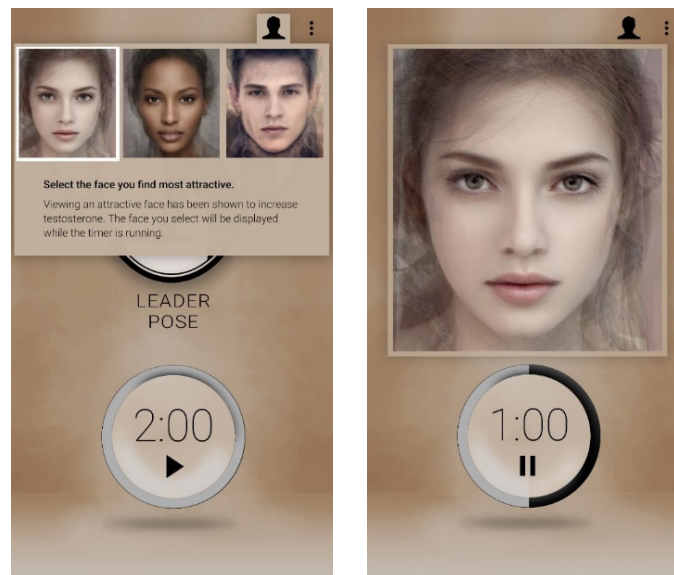 Select the face you find most attractive.
Viewing an attractive face has been shown to increase
testosterone. The face you select will be displayed
while the timer is running.
LEADER
POSE
2:00
1:00